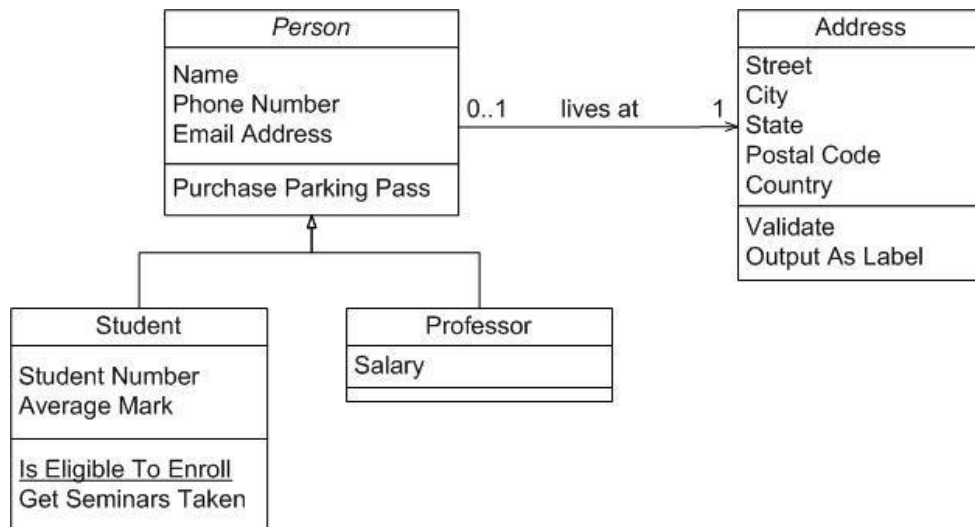 Person
Name
Phone Number
Email Address
Purchase Parking Pass
0..1 lives at 1
Address
Street
City
State
Postal Code
Country
Validate
Output As Label
Student
Student Number
Average Mark
Is Eligible To Enroll
Get Seminars Taken
Professor
Salary